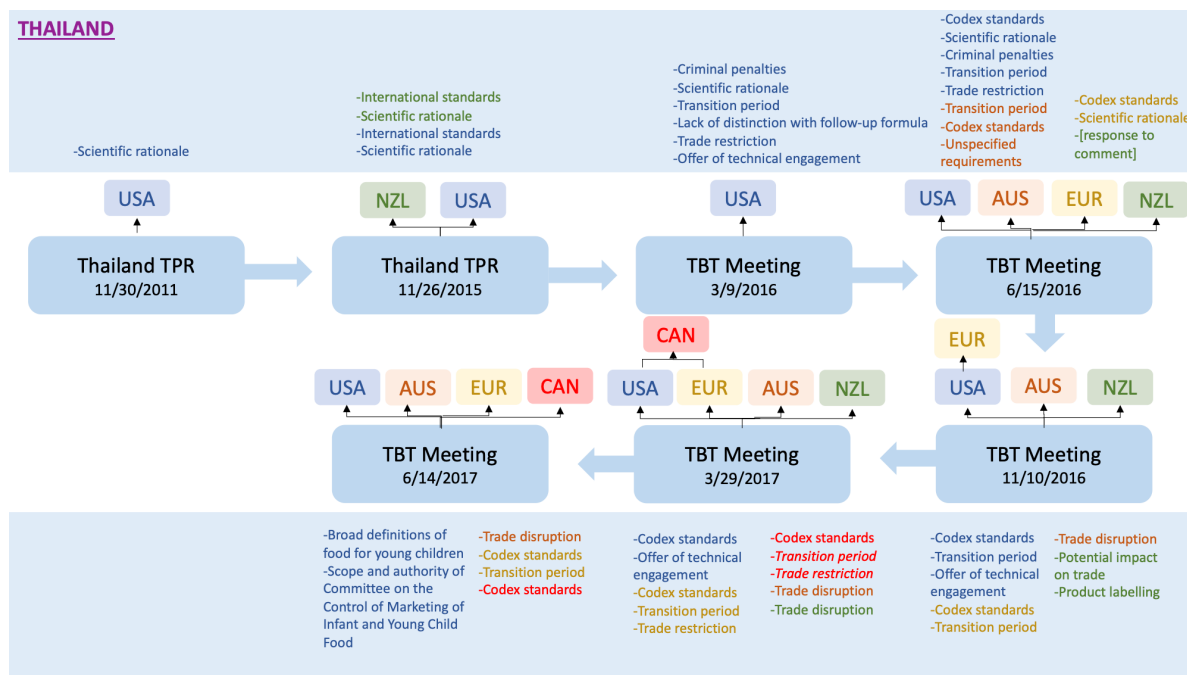 THAILAND
-Scientific rationale
-International standards
-Scientific rationale
-International standards
-Scientific rationale
-Criminal penalties
-Scientific rationale
-Transition period
-Lack of distinction with follow-up formula
-Trade restriction
-Offer of technical engagement
-Codex standards
-Scientific rationale
-Criminal penalties
-Transition period
-Trade restriction
-Transition period
-Codex standards
-Unspecified
requirements
-Codex standards
-Scientific rationale
-[response to
comment]
USA
NZL
USA
USA
USA
AUS
EUR
NZL
Thailand TPR
11/30/2011
Thailand TPR
11/26/2015
TBT Meeting
3/9/2016
TBT Meeting
6/15/2016
CAN
EUR
USA
AUS
EUR
CAN
USA
EUR
AUS
NZL
USA
AUS
NZL
TBT Meeting
6/14/2017
TBT Meeting
3/29/2017
TBT Meeting
11/10/2016
-Broad definitions of
food for young children
-Scope and authority of
Committee on the
Control of Marketing of
Infant and Young Child
Food
-Trade disruption
-Codex standards
-Transition period
-Codex standards
-Codex standards
-Offer of technical
engagement
-Codex standards
-Transition period
-Trade restriction
-Codex standards
-Transition period
-Trade restriction
-Trade disruption
-Trade disruption
-Codex standards
-Transition period
-Offer of technical
engagement
-Codex standards
-Transition period
-Trade disruption
-Potential impact
on trade
-Product labelling